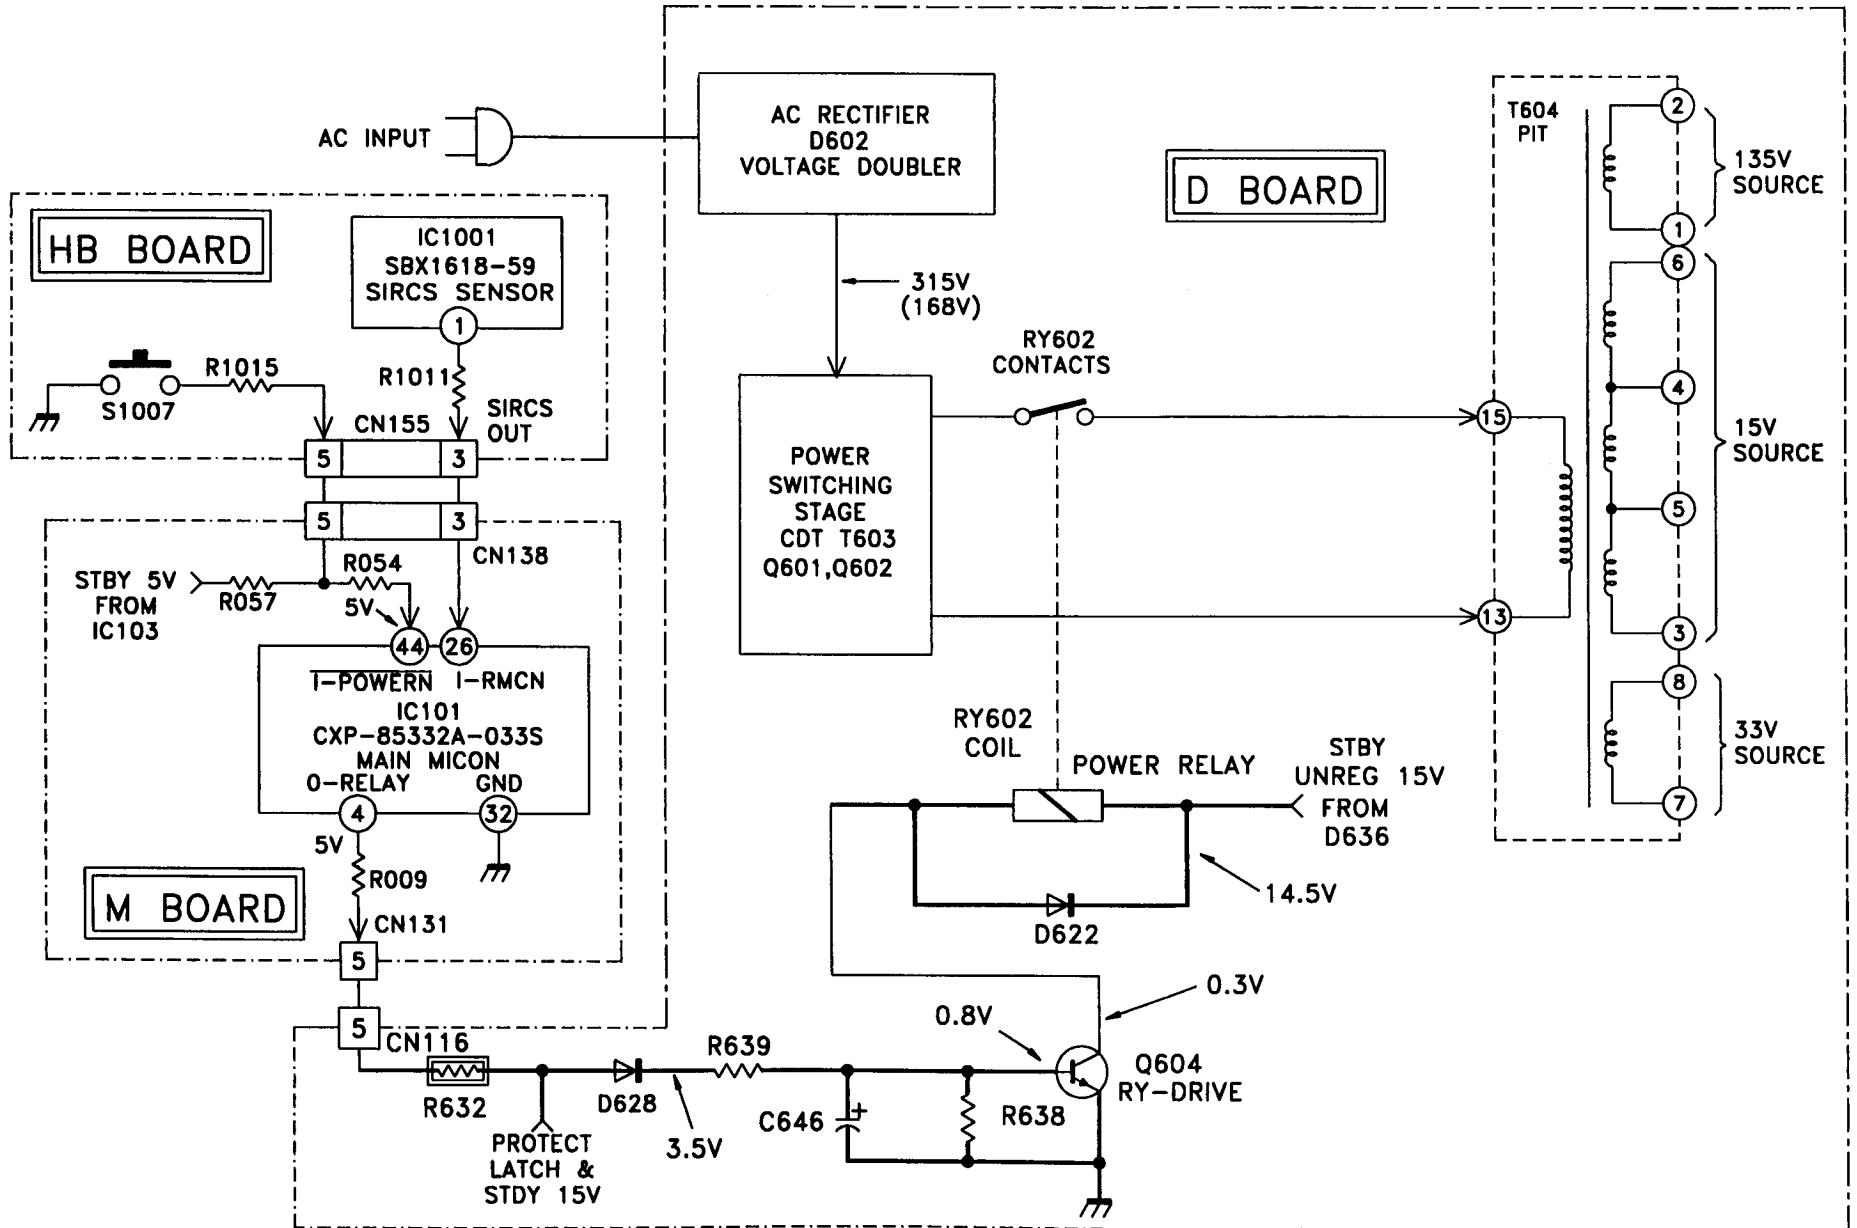 AC INPUT
AC RECTIFIER
D602
VOLTAGE DOUBLER
D BOARD
T604
PIT
2
135V
SOURCE
1
6
4
15V
SOURCE
5
3
8
33V
SOURCE
7
HB BOARD
IC1001
SBX1618-59
SIRCS SENSOR
1
R1015
R1011
S1007
SIRCS
OUT
CN155
5
3
315V
(168V)
RY602
CONTACTS
POWER
SWITCHING
STAGE
CDT T603
Q601,Q602
15
13
5
3
CN138
STBY 5V
FROM
IC103
R057
R054
5V
44
26
I-POWERN
I-RMCN
IC101
CXP-85332A-033S
MAIN MICON
O-RELAY
GND
4
32
5V
R009
M BOARD
CN131
5
RY602
COIL
POWER RELAY
STBY
UNREG 15V
FROM
D636
14.5V
D622
0.3V
0.8V
5
CN116
R632
D628
R639
3.5V
PROTECT
LATCH &
STDY 15V
C646
+
R638
Q604
RY-DRIVE